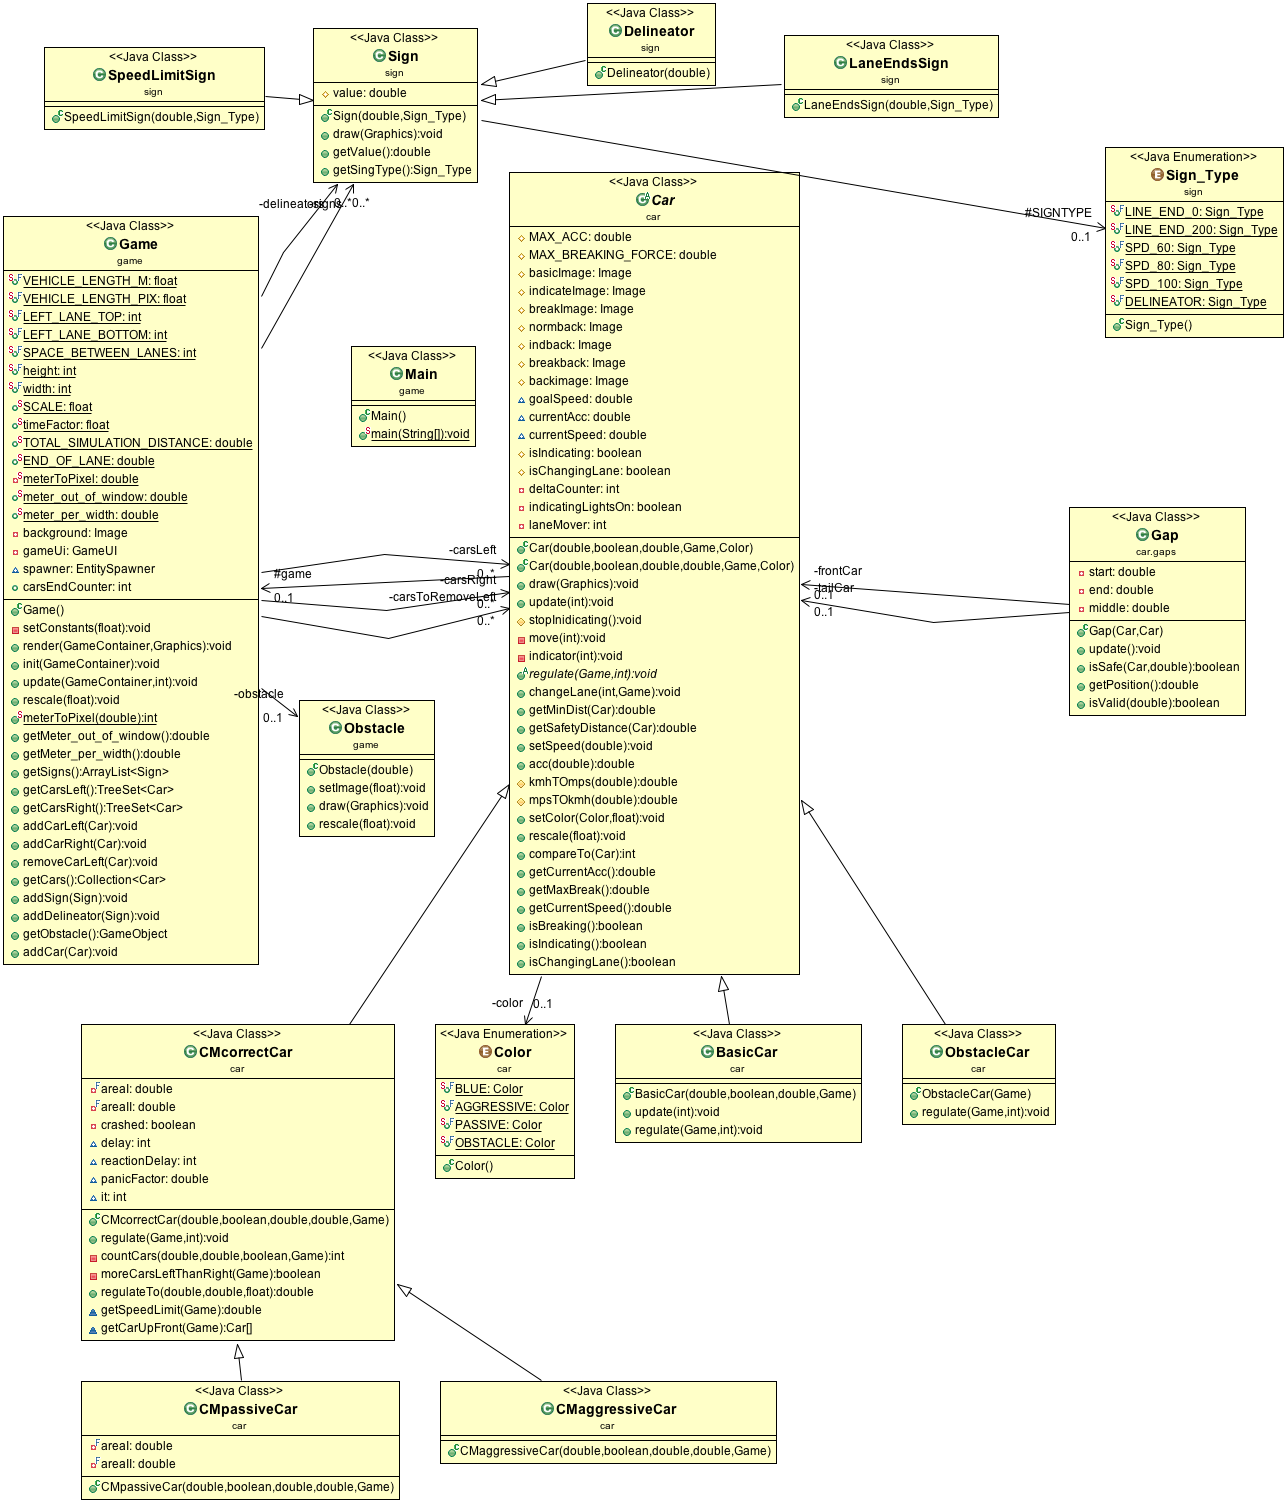 <<Java Class>>
SpeedLimitSign
sign
SpeedLimitSign(double,Sign_Type)
<<Java Class>>
Sign
sign
value: double
Sign(double,Sign_Type)
draw(Graphics):void
getValue():double
getSingType():Sign_Type
<<Java Class>>
Delineator
sign
Delineator(double)
<<Java Class>>
LaneEndsSign
sign
LaneEndsSign(double,Sign_Type)
<<Java Enumeration>>
Sign_Type
sign
LINE_END_0: Sign_Type
LINE_END_200: Sign_Type
SPD_60: Sign_Type
SPD_80: Sign_Type
SPD_100: Sign_Type
DELINEATOR: Sign_Type
Sign_Type()
#SIGNTYPE
0..1
-delineators
-signs
0..*
0..*
<<Java Class>>
Game
game
VEHICLE_LENGTH_M: float
VEHICLE_LENGTH_PIX: float
LEFT_LANE_TOP: int
LEFT_LANE_BOTTOM: int
SPACE_BETWEEN_LANES: int
height: int
width: int
SCALE: float
timeFactor: float
TOTAL_SIMULATION_DISTANCE: double
END_OF_LANE: double
meterToPixel: double
meter_out_of_window: double
meter_per_width: double
background: Image
gameUi: GameUI
spawner: EntitySpawner
carsEndCounter: int
Game()
setConstants(float):void
render(GameContainer,Graphics):void
init(GameContainer):void
update(GameContainer,int):void
rescale(float):void
meterToPixel(double):int
getMeter_out_of_window():double
getMeter_per_width():double
getSigns():ArrayList<Sign>
getCarsLeft():TreeSet<Car>
getCarsRight():TreeSet<Car>
addCarLeft(Car):void
addCarRight(Car):void
removeCarLeft(Car):void
getCars():Collection<Car>
addSign(Sign):void
addDelineator(Sign):void
getObstacle():GameObject
addCar(Car):void
<<Java Class>>
Main
game
Main()
main(String[]):void
<<Java Class>>
Car
car
MAX_ACC: double
MAX_BREAKING_FORCE: double
basicImage: Image
indicateImage: Image
breakImage: Image
normback: Image
indback: Image
breakback: Image
backimage: Image
goalSpeed: double
currentAcc: double
currentSpeed: double
isIndicating: boolean
isChangingLane: boolean
deltaCounter: int
indicatingLightsOn: boolean
laneMover: int
Car(double,boolean,double,Game,Color)
Car(double,boolean,double,double,Game,Color)
draw(Graphics):void
update(int):void
stopInidicating():void
move(int):void
indicator(int):void
regulate(Game,int):void
changeLane(int,Game):void
getMinDist(Car):double
getSafetyDistance(Car):double
setSpeed(double):void
acc(double):double
kmhTOmps(double):double
mpsTOkmh(double):double
setColor(Color,float):void
rescale(float):void
compareTo(Car):int
getCurrentAcc():double
getMaxBreak():double
getCurrentSpeed():double
isBreaking():boolean
isIndicating():boolean
isChangingLane():boolean
-carsLeft
0..*
#game
0..1
-carsRight
0..*
-carsToRemoveLeft
0..*
-obstacle
0..1
<<Java Class>>
Obstacle
game
Obstacle(double)
setImage(float):void
draw(Graphics):void
rescale(float):void
<<Java Class>>
Gap
car.gaps
start: double
end: double
middle: double
Gap(Car,Car)
update():void
isSafe(Car,double):boolean
getPosition():double
isValid(double):boolean
-frontCar
0..1
-tailCar
0..1
-color
0..1
<<Java Class>>
CMcorrectCar
car
areaI: double
areaII: double
crashed: boolean
delay: int
reactionDelay: int
panicFactor: double
it: int
CMcorrectCar(double,boolean,double,double,Game)
regulate(Game,int):void
countCars(double,double,boolean,Game):int
moreCarsLeftThanRight(Game):boolean
regulateTo(double,double,float):double
getSpeedLimit(Game):double
getCarUpFront(Game):Car[]
<<Java Enumeration>>
Color
car
BLUE: Color
AGGRESSIVE: Color
PASSIVE: Color
OBSTACLE: Color
Color()
<<Java Class>>
BasicCar
car
BasicCar(double,boolean,double,Game)
update(int):void
regulate(Game,int):void
<<Java Class>>
ObstacleCar
car
ObstacleCar(Game)
regulate(Game,int):void
<<Java Class>>
CMpassiveCar
car
areaI: double
areaII: double
CMpassiveCar(double,boolean,double,double,Game)
<<Java Class>>
CMaggressiveCar
car
CMaggressiveCar(double,boolean,double,double,Game)